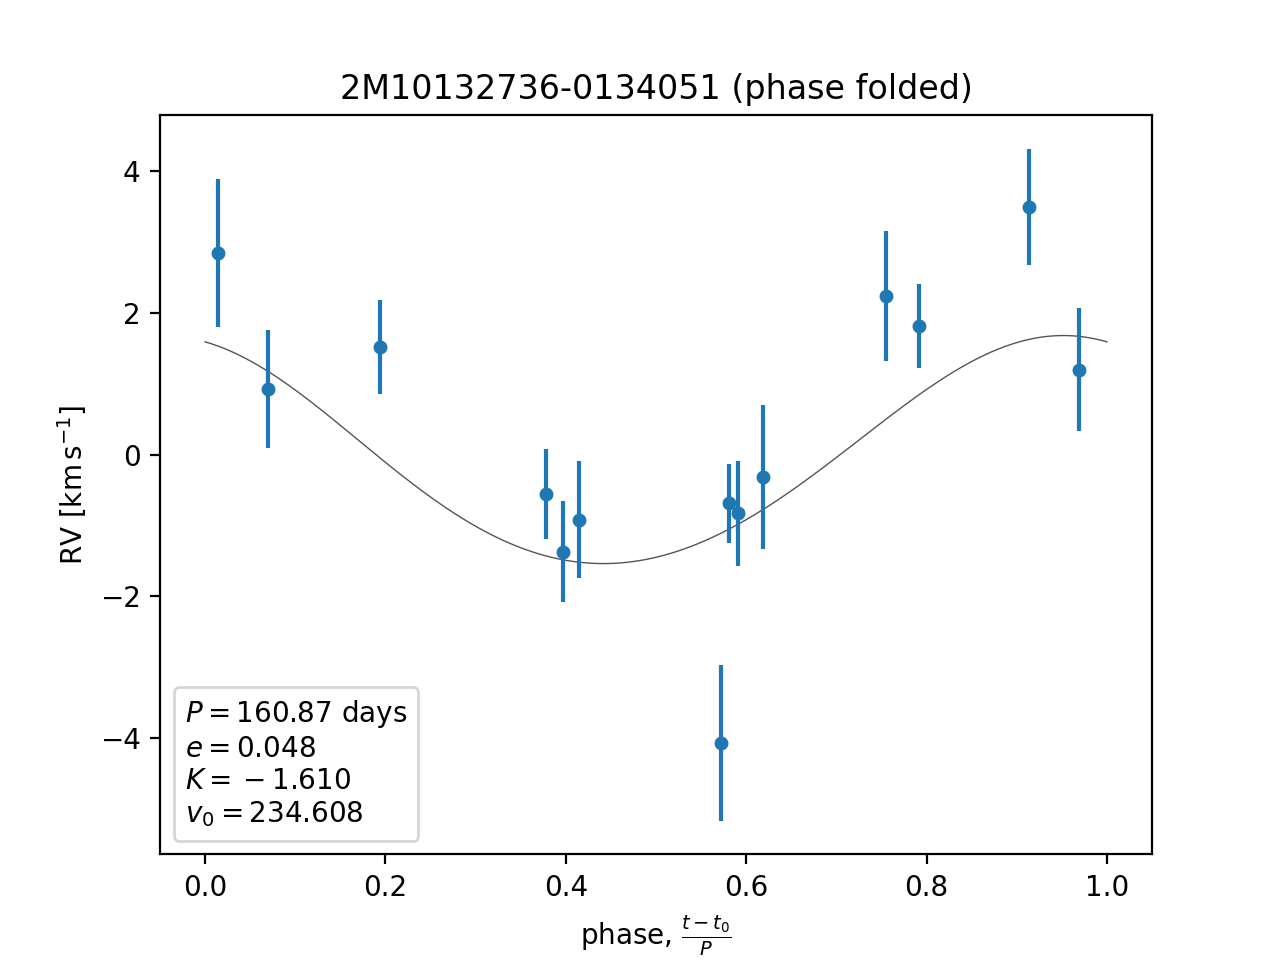 2M10132736-0134051 (phase folded)
RV [km s⁻¹]
4
2
0
−2
−4
P = 160.87 days
e = 0.048
K = −1.610
v₀ = 234.608
0.0 0.2 0.4 0.6 0.8 1.0
phase, (t − t₀)/P